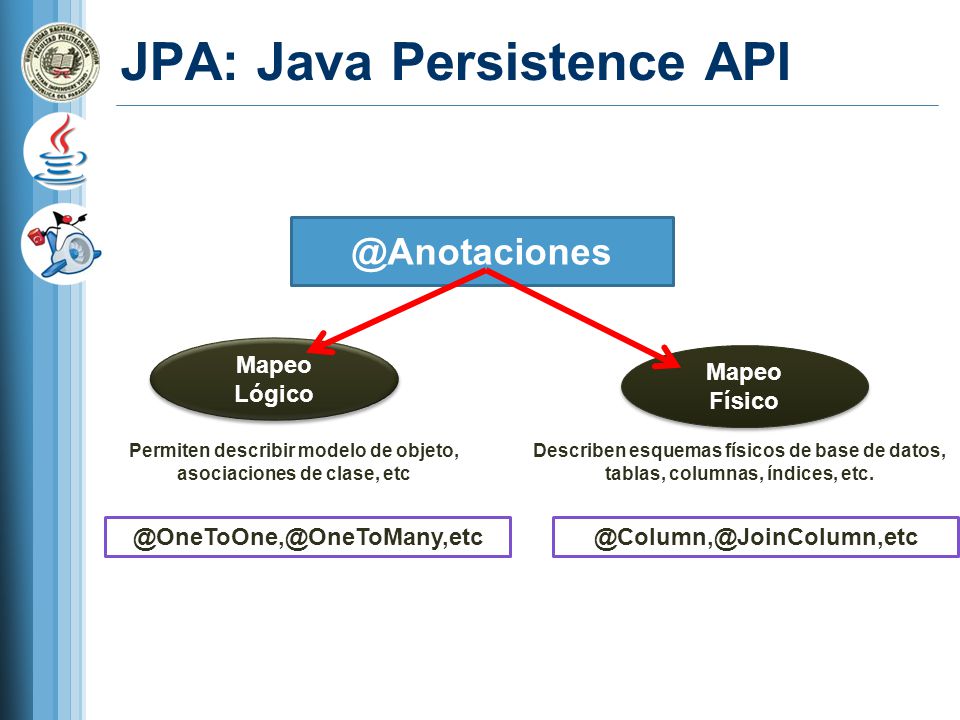 JPA: Java Persistence API
@Anotaciones
Mapeo
Lógico
Mapeo
Físico
Permiten describir modelo de objeto,
asociaciones de clase, etc
Describen esquemas físicos de base de datos,
tablas, columnas, índices, etc.
@OneToOne,@OneToMany,etc
@Column,@JoinColumn,etc